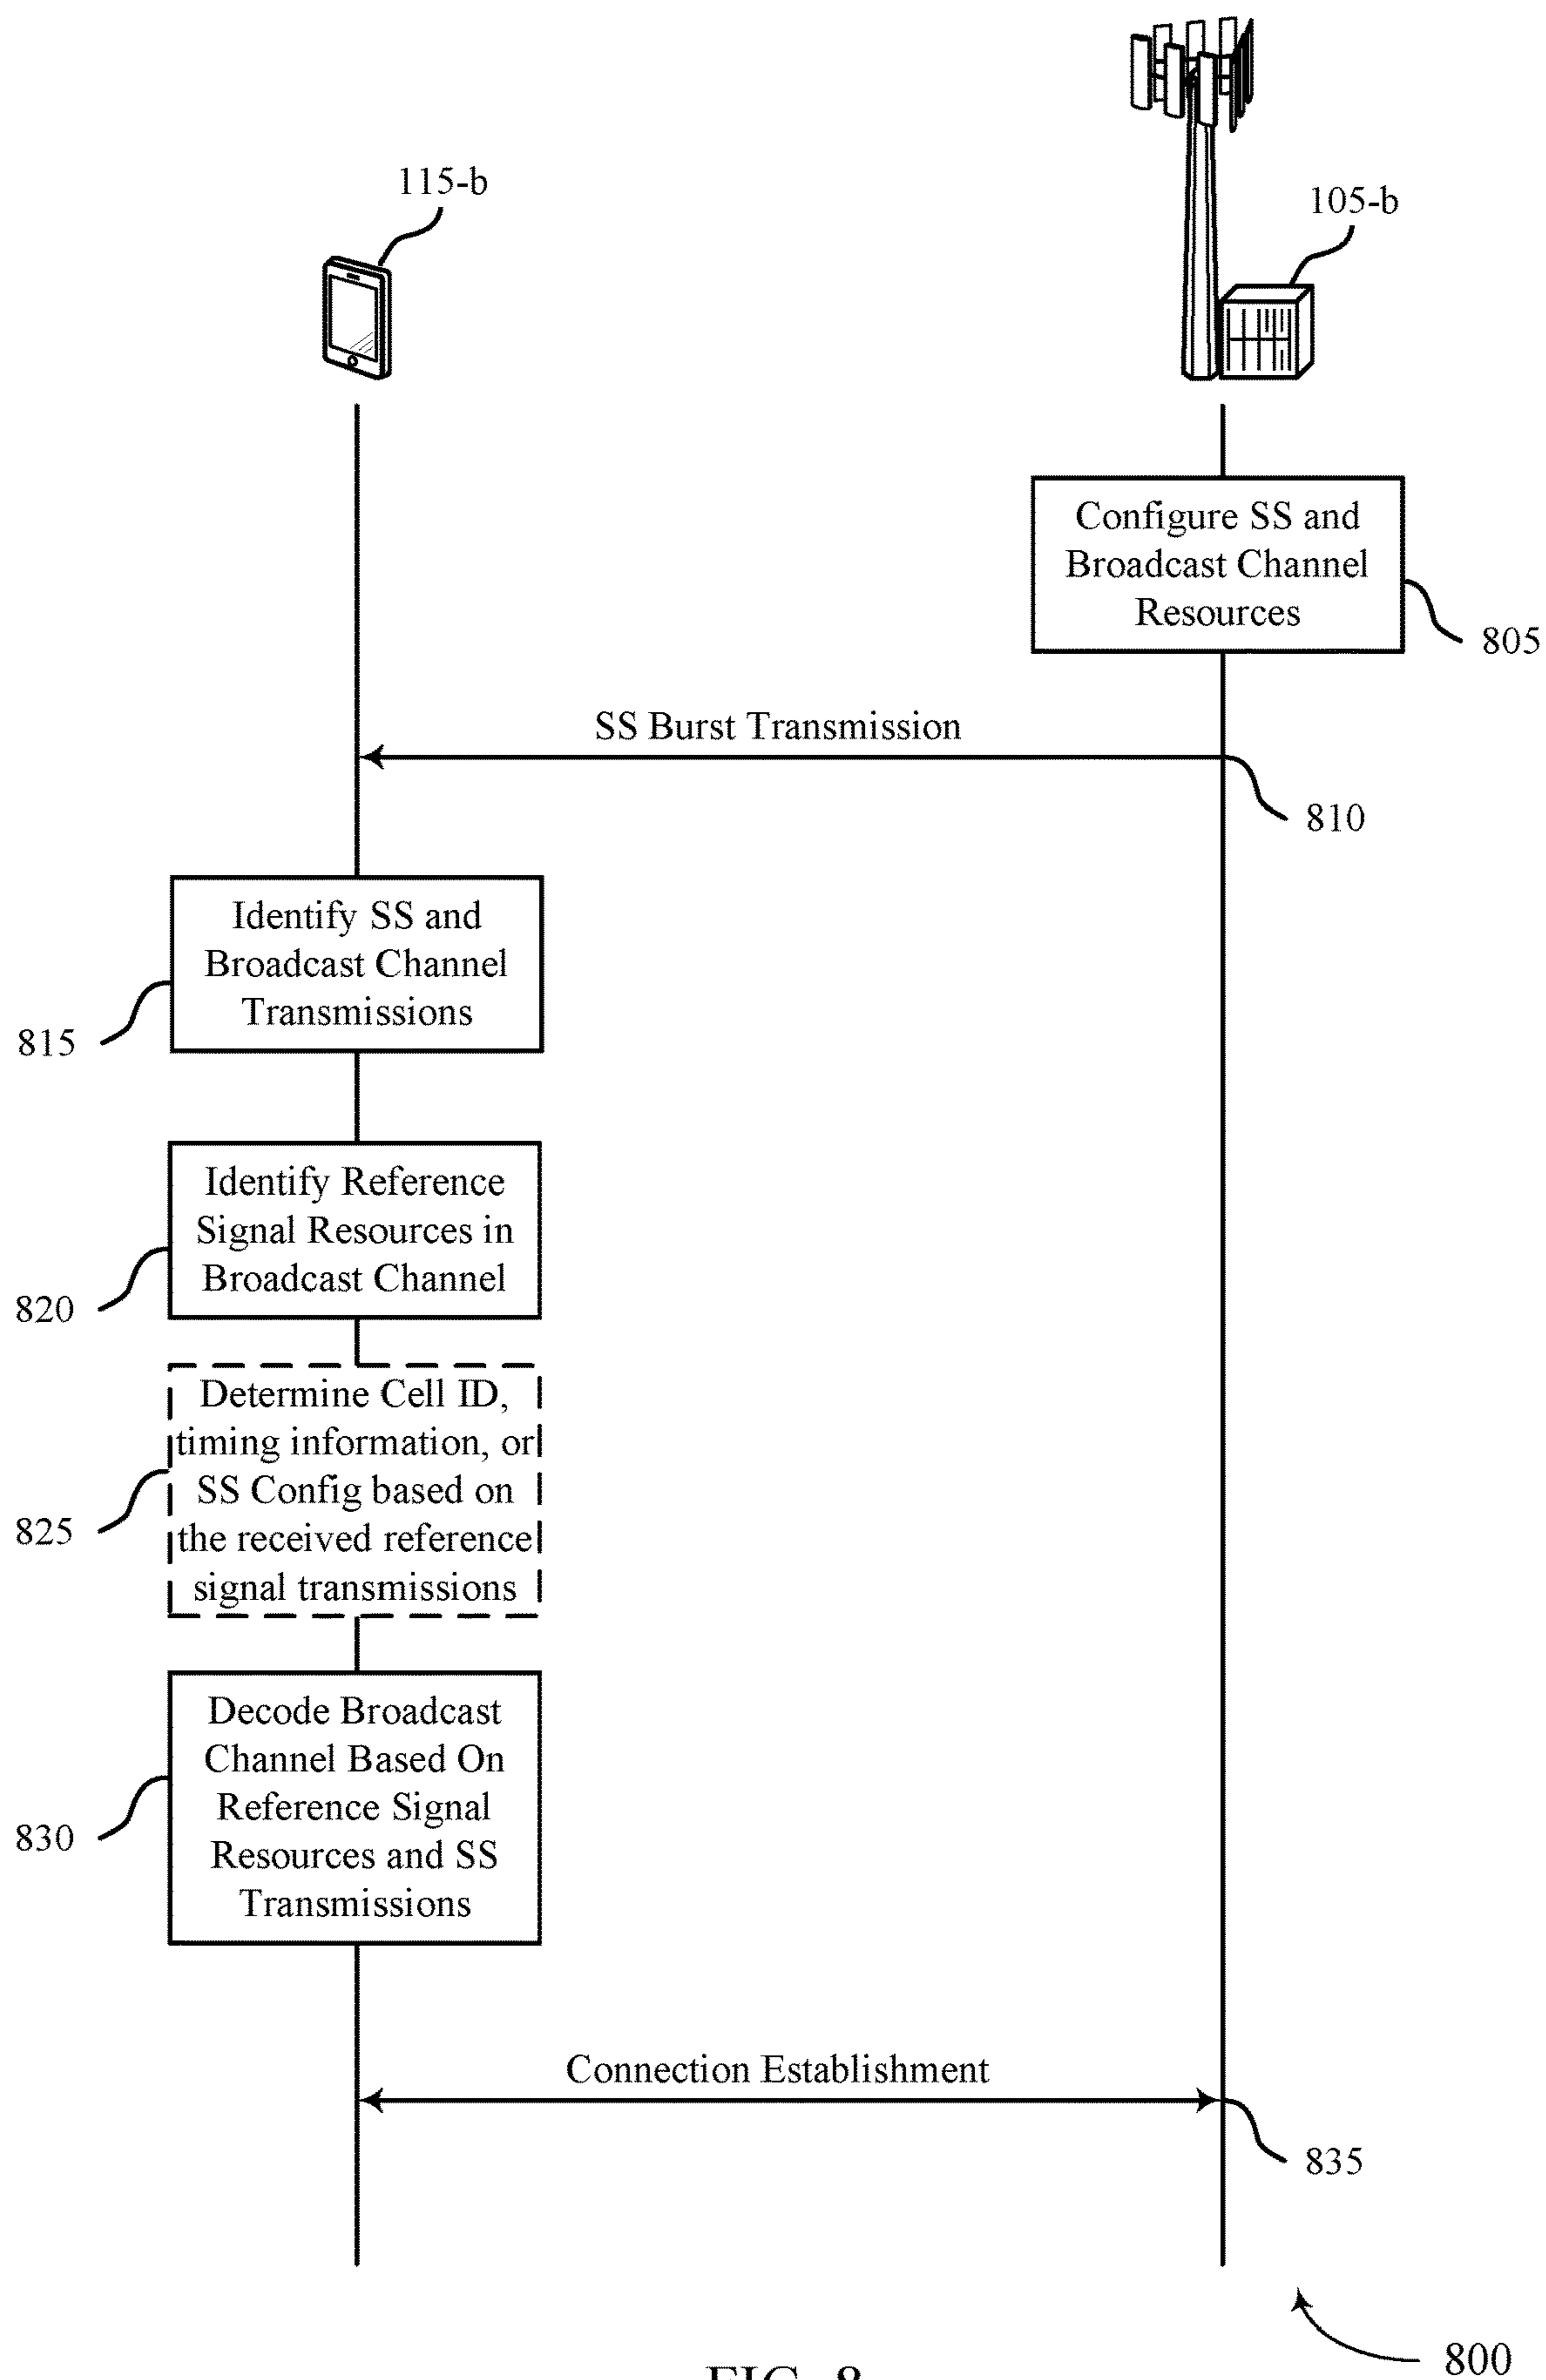 115-b
105-b
Configure SS and
Broadcast Channel
Resources
805
SS Burst Transmission
810
Identify SS and
Broadcast Channel
Transmissions
815
Identify Reference
Signal Resources in
Broadcast Channel
820
Determine Cell ID,
timing information, or
SS Config based on
the received reference
signal transmissions
825
Decode Broadcast
Channel Based On
Reference Signal
Resources and SS
Transmissions
830
Connection Establishment
835
800
FIG. 8